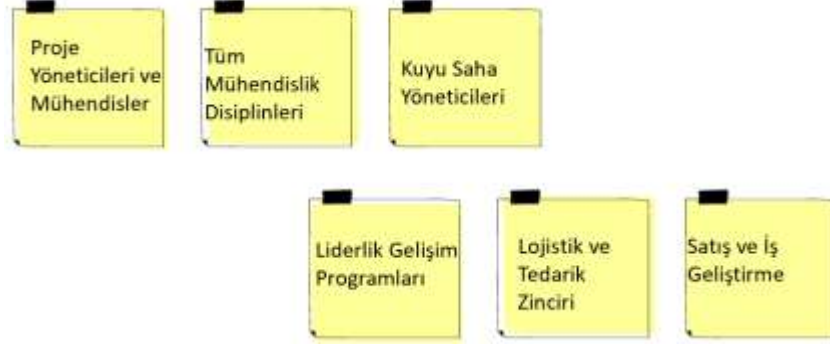 Proje
Yöneticileri ve
Mühendisler
Tüm
Mühendislik
Disiplinleri
Kuyu Saha
Yöneticileri
Liderlik Gelişim
Programları
Lojistik ve
Tedarik
Zinciri
Satış ve İş
Geliştirme